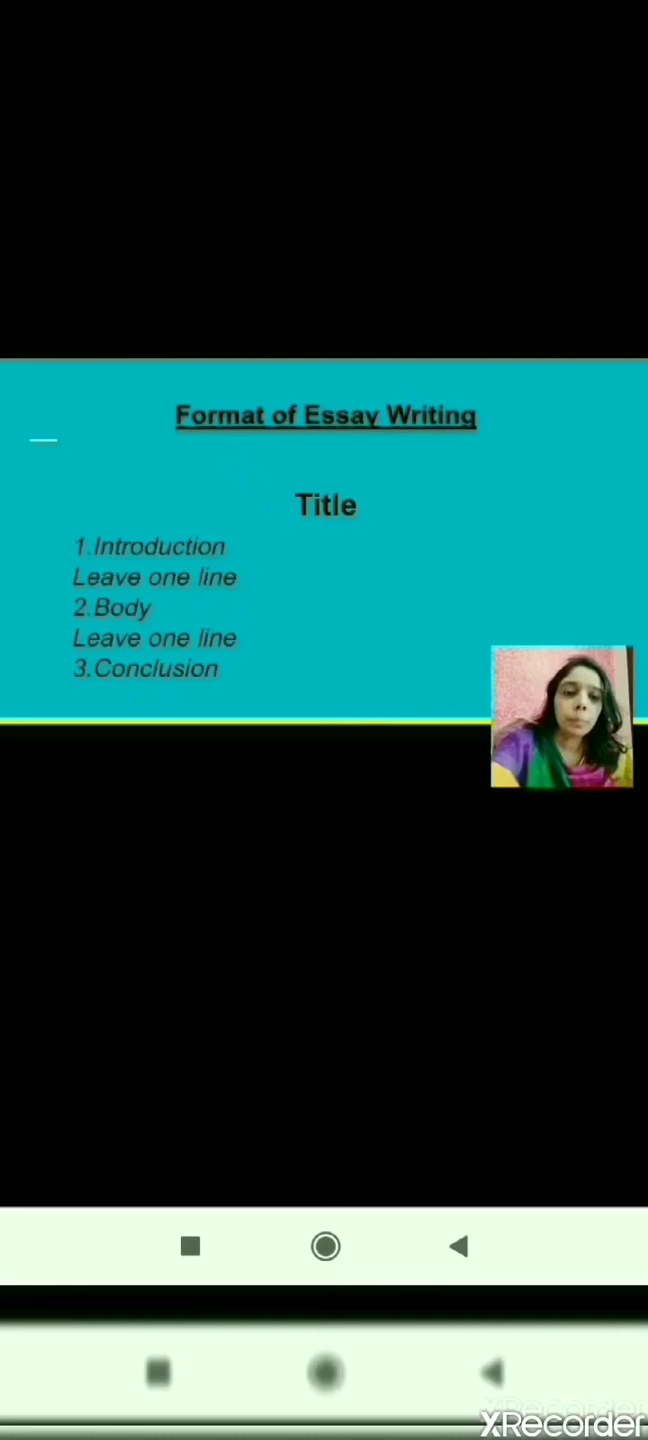 Format of Essay Writing
Title
1.Introduction
Leave one line
2.Body
Leave one line
3.Conclusion
XRecorder